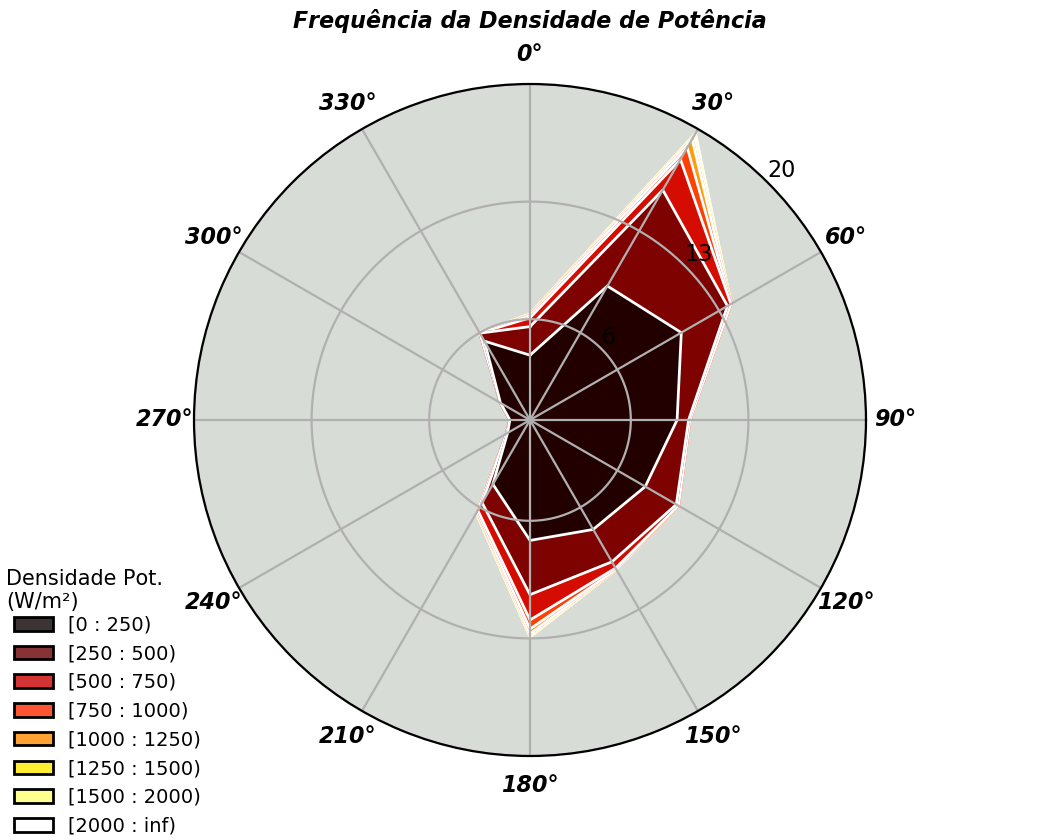 Frequência da Densidade de Potência
0°
330°
30°
20
300°
60°
13
6
270°
90°
240°
120°
210°
150°
180°
Densidade Pot.
(W/m²)
[0 : 250)
[250 : 500)
[500 : 750)
[750 : 1000)
[1000 : 1250)
[1250 : 1500)
[1500 : 2000)
[2000 : inf)